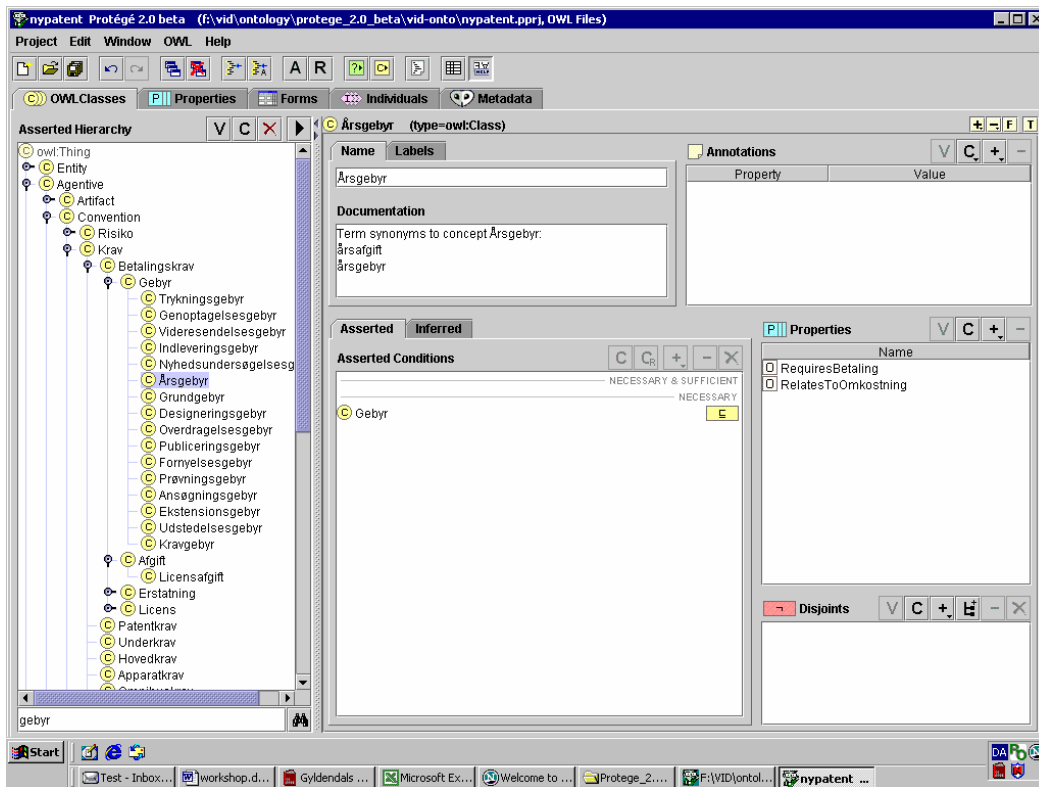 nypatent Protégé 2.0 beta (f:\vid\ontology\protege_2.0_beta\vid-onto\nypatent.pprj, OWL Files)
Project Edit Window OWL Help
A R
OWLClasses Properties Forms Individuals Metadata
Asserted Hierarchy V C
owl:Thing
Entity
Agentive
Artifact
Convention
Risiko
Krav
Betalingskrav
Gebyr
Trykningsgebyr
Genoptagelsesgebyr
Videresendelsesgebyr
Indleveringsgebyr
Nyhedsundersøgelsesg
Årsgebyr
Grundgebyr
Designeringsgebyr
Overdragelsesgebyr
Publiceringsgebyr
Fornyelsesgebyr
Prøvningsgebyr
Ansøgningsgebyr
Ekstensionsgebyr
Udstedelsesgebyr
Kravgebyr
Afgift
Licensafgift
Erstatning
Licens
Patentkrav
Underkrav
Hovedkrav
Apparatkrav
gebyr
C Årsgebyr (type=owl:Class) + - F T
Name Labels
Årsgebyr
Documentation
Term synonyms to concept Årsgebyr:
årsafgift
årsgebyr
Annotations V C + -
Property Value
Asserted Inferred
Asserted Conditions
NECESSARY & SUFFICIENT
NECESSARY
Gebyr
Properties V C + -
Name
RequiresBetaling
RelatesToOmkostning
Disjoints V C +
Start
DA
Test - Inbox... workshop.d... Gyldendals ... Microsoft Ex... Welcome to ... Protege_2.... F:\VID\ontol... nypatent ...